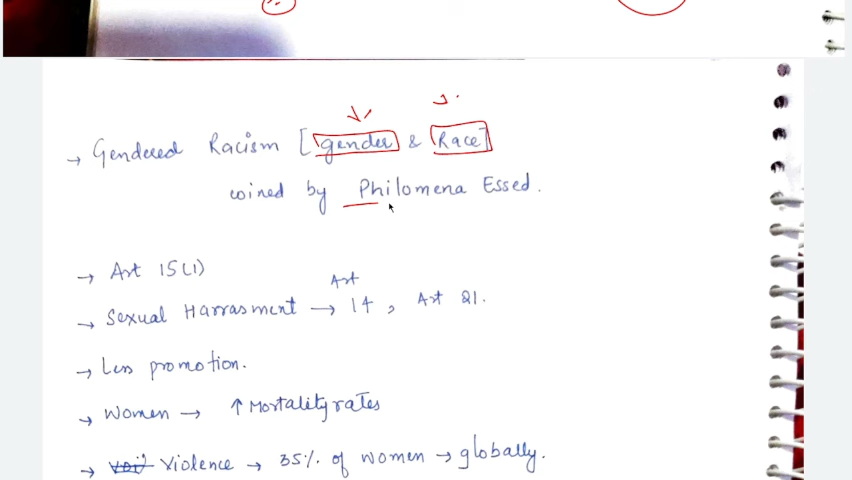 → Gendered Racism [gender & Race]
coined by Philomena Essed.
→ Art 15(1)
→ Sexual Harrasment → Art 14, Art 21.
→ Less promotion.
→ Women → ↑ Mortality rates
→ Violence → 35% of women → globally.